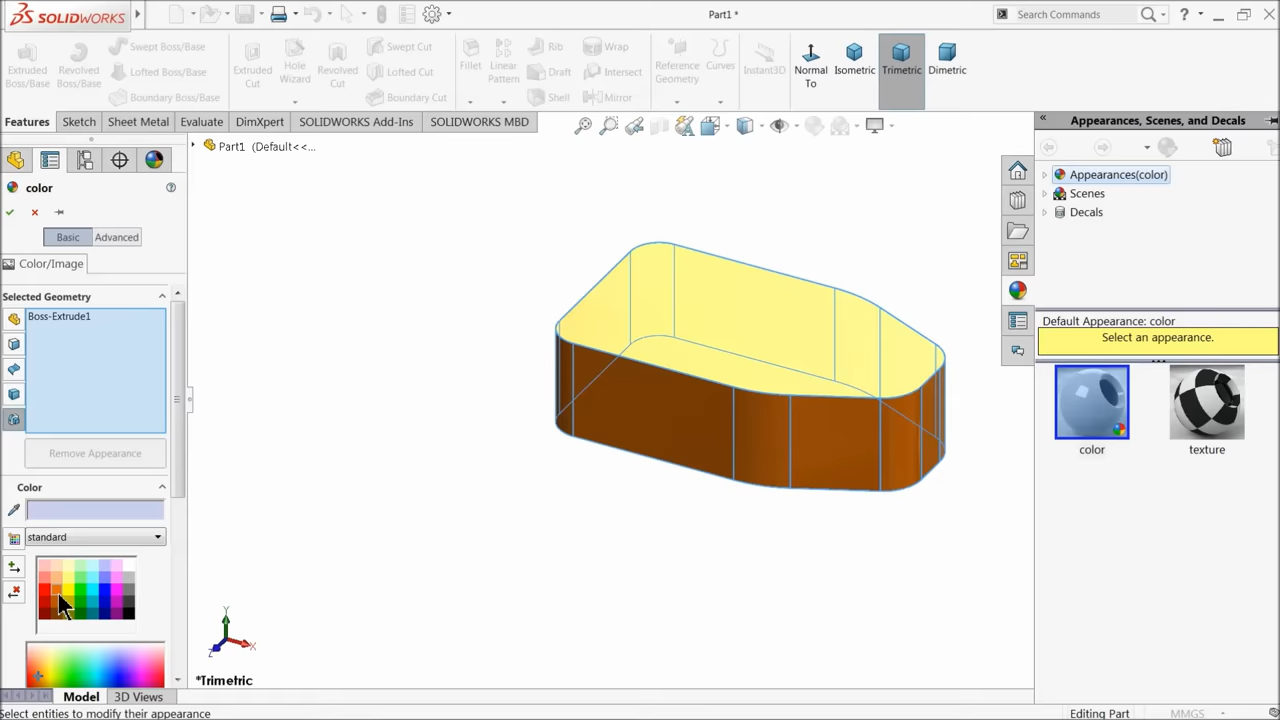 SOLIDWORKS
Part1 *
Search Commands
Extruded Boss/Base
Revolved Boss/Base
Swept Boss/Base
Lofted Boss/Base
Boundary Boss/Base
Extruded Cut
Hole Wizard
Revolved Cut
Swept Cut
Lofted Cut
Boundary Cut
Fillet
Linear Pattern
Rib
Draft
Shell
Wrap
Intersect
Mirror
Reference Geometry
Curves
Instant3D
Normal To
Isometric
Trimetric
Dimetric
Features
Sketch
Sheet Metal
Evaluate
DimXpert
SOLIDWORKS Add-Ins
SOLIDWORKS MBD
Part1 (Default<<...
color
Basic
Advanced
Color/Image
Selected Geometry
Boss-Extrude1
Remove Appearance
Color
standard
Y
X
Z
*Trimetric
Appearances, Scenes, and Decals
Appearances(color)
Scenes
Decals
Default Appearance: color
Select an appearance.
color
texture
Model
3D Views
Select entities to modify their appearance
Editing Part
MMGS